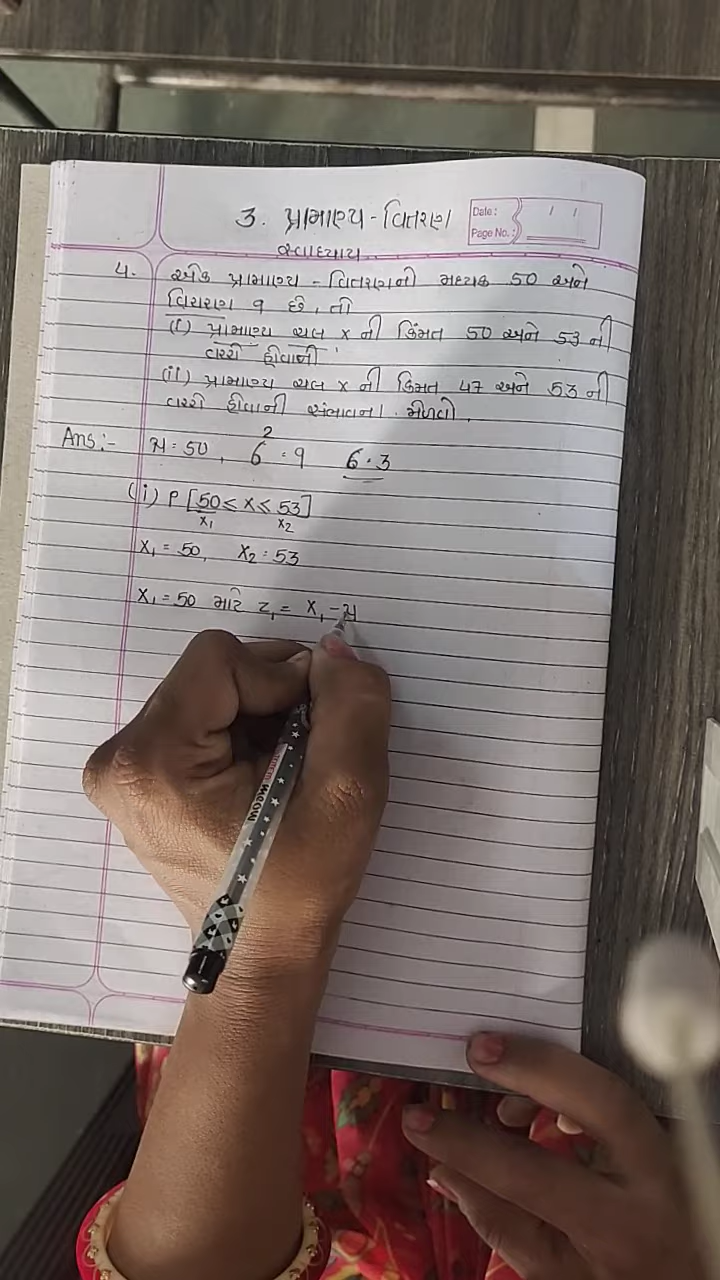 3. પ્રામાણ્ય-વિતરણ
Date: / /
Page No.:
સ્વાધ્યાય
4. એક પ્રામાણ્ય - વિતરણનો મધ્યક 50 અને
વિચરણ 9 છે, તો
(i) પ્રામાણ્ય ચલ x ની કિંમત 50 અને 53 ની
વચ્ચે હોવાની
(ii) પ્રામાણ્ય ચલ x ની કિંમત 47 અને 53 ની
વચ્ચે હોવાની સંભાવના મેળવો.
Ans:- μ = 50, σ² = 9 σ = 3
(i) P [50 ≤ x ≤ 53]
x₁ x₂
x₁ = 50, x₂ = 53
x₁ = 50 માટે z₁ = x₁ - μ
MEOW